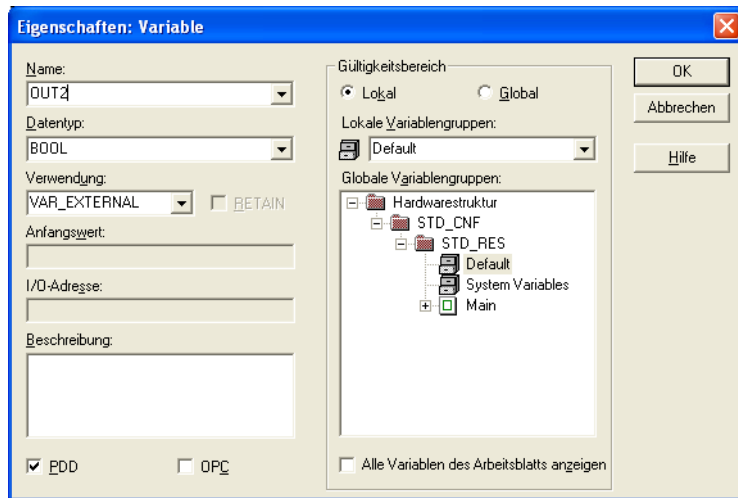 Eigenschaften: Variable
Name:
OUT2
Datentyp:
BOOL
Verwendung:
VAR_EXTERNAL
RETAIN
Anfangswert:
I/O-Adresse:
Beschreibung:
PDD
OPC
Gültigkeitsbereich
Lokal
Global
Lokale Variablengruppen:
Default
Globale Variablengruppen:
Hardwarestruktur
STD_CNF
STD_RES
Default
System Variables
Main
Alle Variablen des Arbeitsblatts anzeigen
OK
Abbrechen
Hilfe